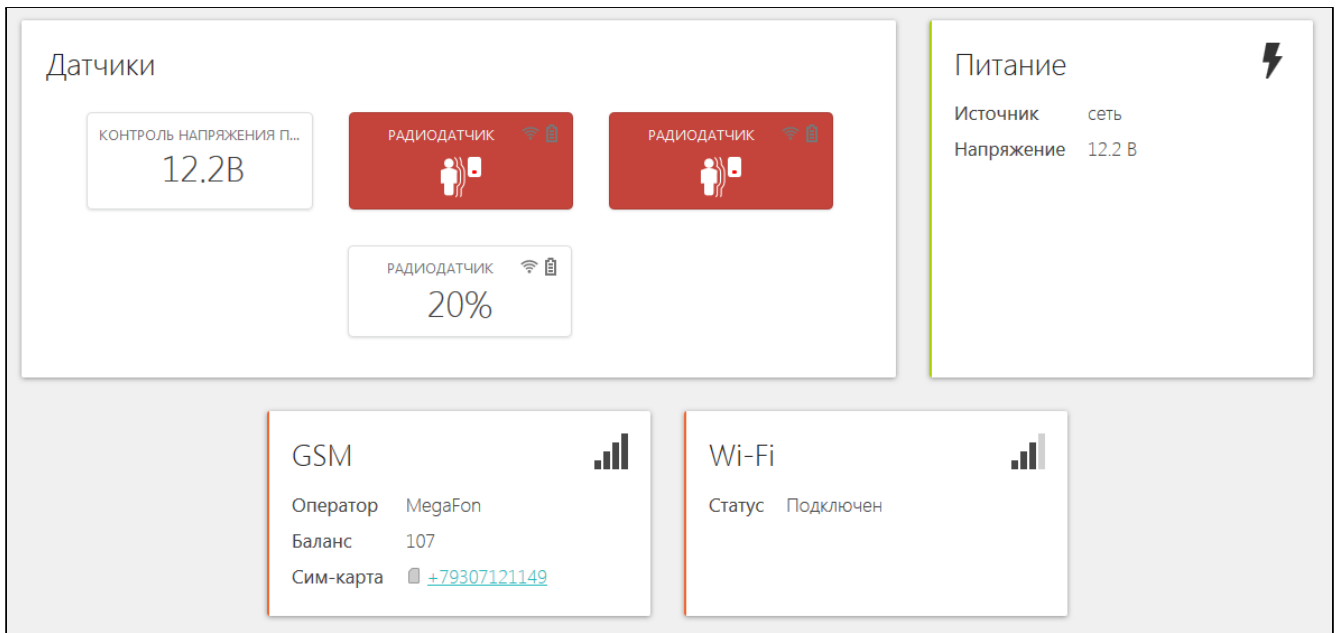 Датчики
КОНТРОЛЬ НАПРЯЖЕНИЯ П...
12.2В
РАДИОДАТЧИК
РАДИОДАТЧИК
РАДИОДАТЧИК
20%
Питание
Источник сеть
Напряжение 12.2 В
GSM
Оператор MegaFon
Баланс 107
Сим-карта +79307121149
Wi-Fi
Статус Подключен